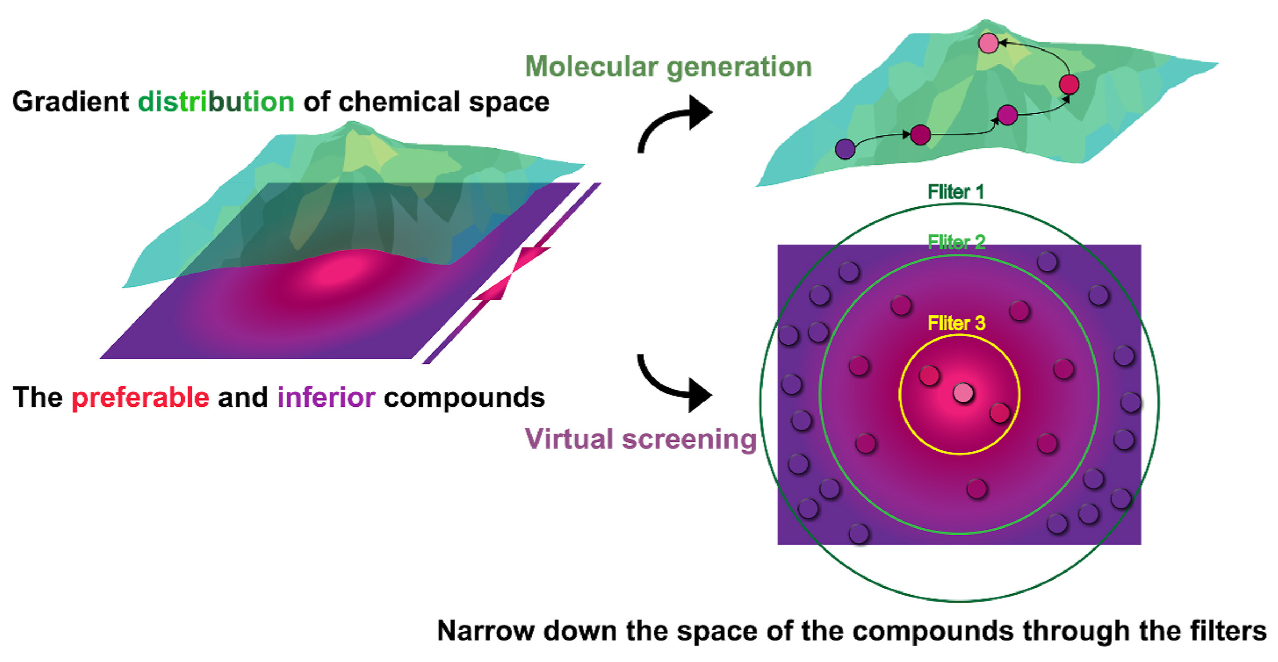 Molecular generation
Gradient distribution of chemical space
Fliter 1
Fliter 2
Fliter 3
The preferable and inferior compounds
Virtual screening
Narrow down the space of the compounds through the filters